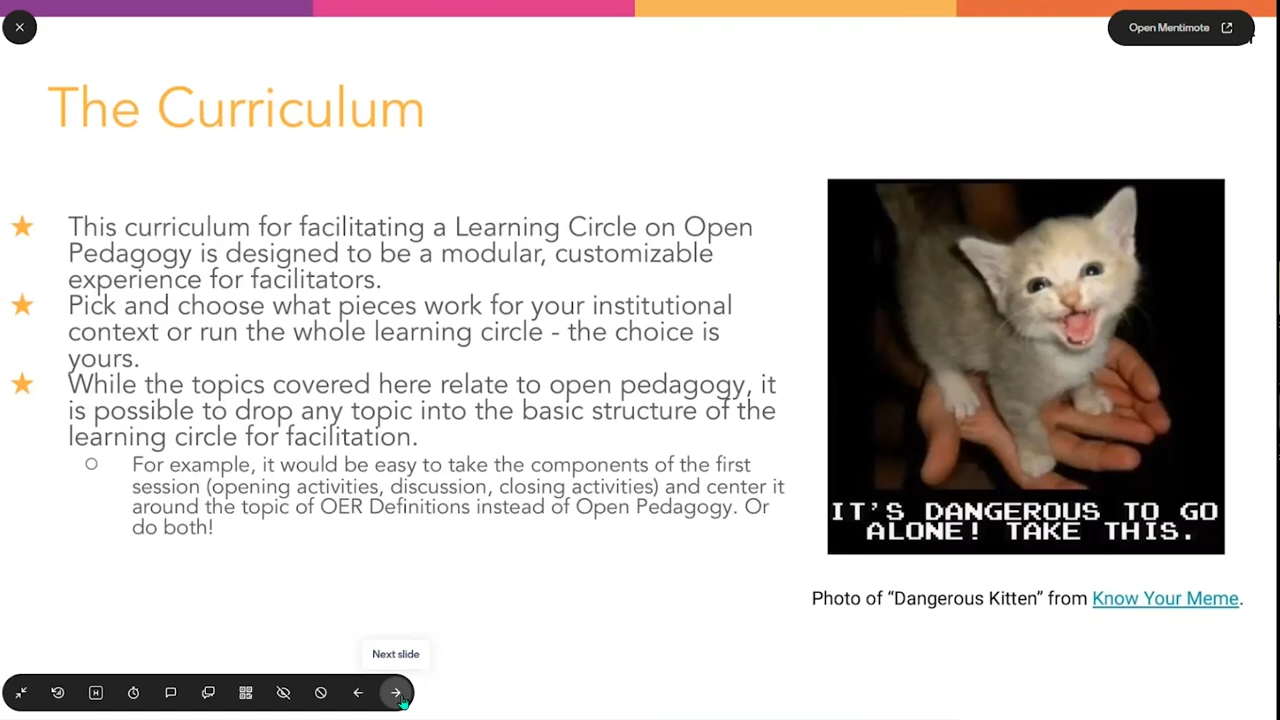 Open Mentimote
The Curriculum
This curriculum for facilitating a Learning Circle on Open
Pedagogy is designed to be a modular, customizable
experience for facilitators.
Pick and choose what pieces work for your institutional
context or run the whole learning circle - the choice is
yours.
While the topics covered here relate to open pedagogy, it
is possible to drop any topic into the basic structure of the
learning circle for facilitation.
For example, it would be easy to take the components of the first
session (opening activities, discussion, closing activities) and center it
around the topic of OER Definitions instead of Open Pedagogy. Or
do both!
IT'S DANGEROUS TO GO
ALONE! TAKE THIS.
Photo of “Dangerous Kitten” from Know Your Meme.
Next slide
H